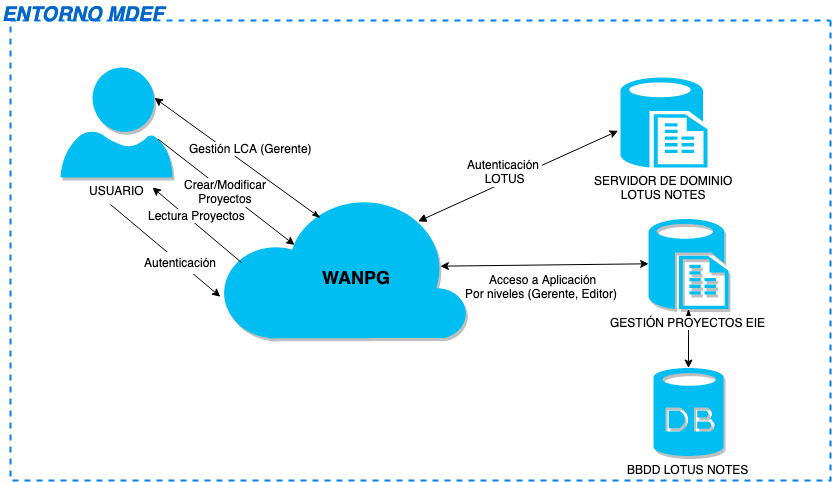 ENTORNO MDEF
Gestión LCA (Gerente)
Crear/Modificar
Proyectos
Lectura Proyectos
USUARIO
Autenticación
WANPG
Autenticación
LOTUS
SERVIDOR DE DOMINIO
LOTUS NOTES
Acceso a Aplicación
Por niveles (Gerente, Editor)
GESTIÓN PROYECTOS EIE
DB
BBDD LOTUS NOTES